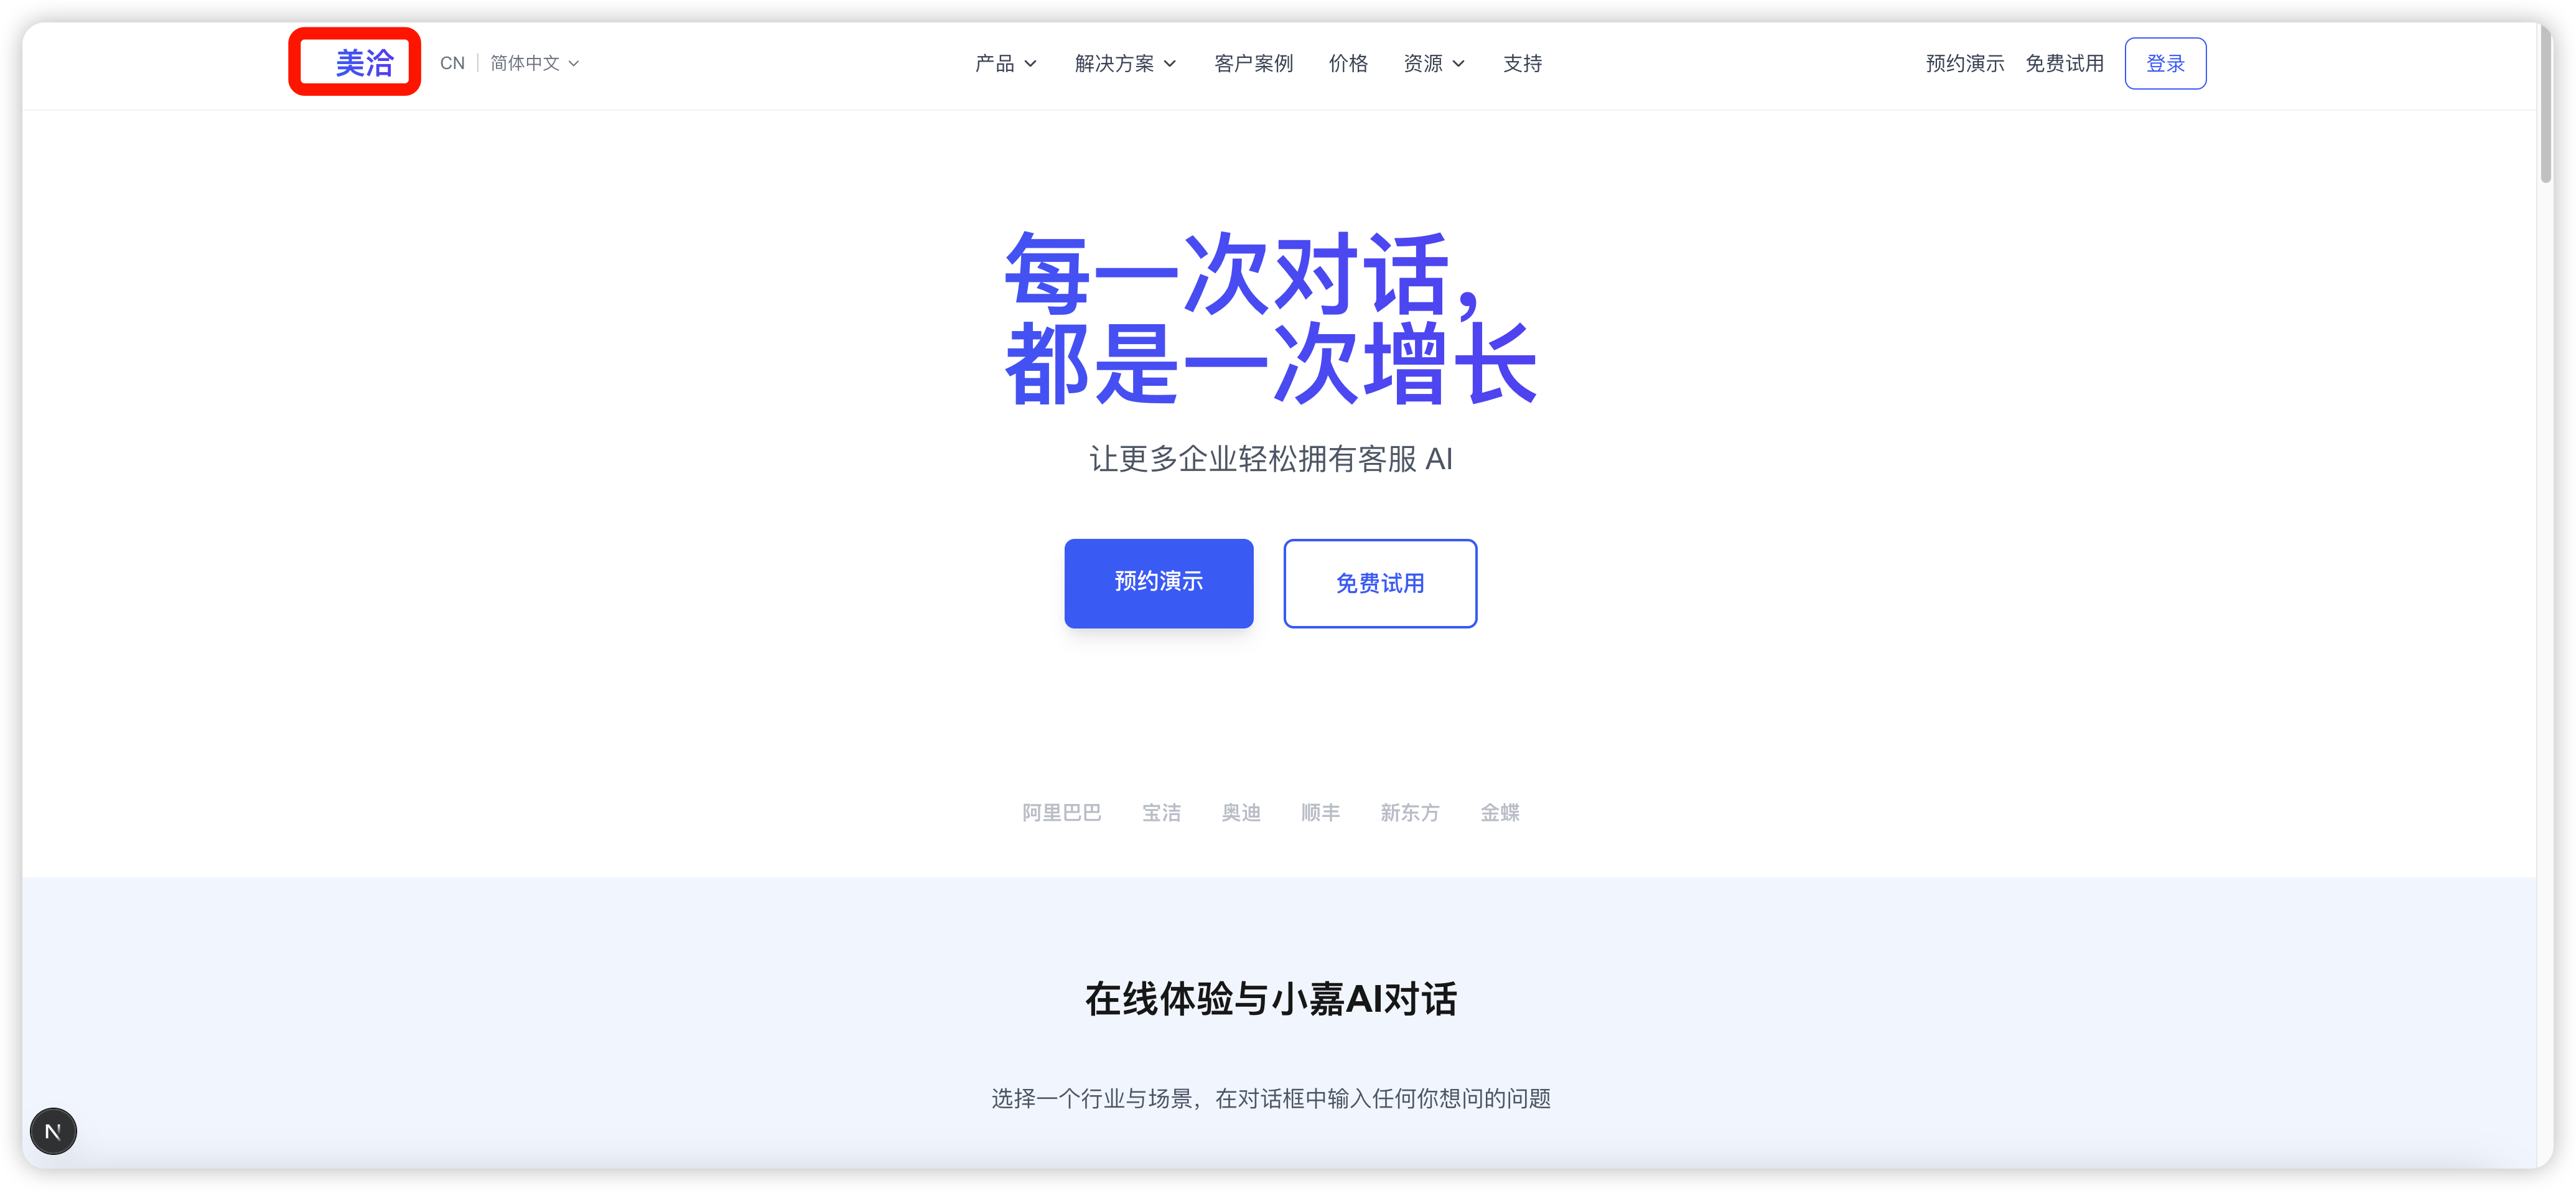 美洽
CN
简体中文
产品
解决方案
客户案例
价格
资源
支持
预约演示
免费试用
登录
每一次对话，
都是一次增长
让更多企业轻松拥有客服 AI
预约演示
免费试用
阿里巴巴
宝洁
奥迪
顺丰
新东方
金蝶
在线体验与小嘉AI对话
选择一个行业与场景，在对话框中输入任何你想问的问题
N